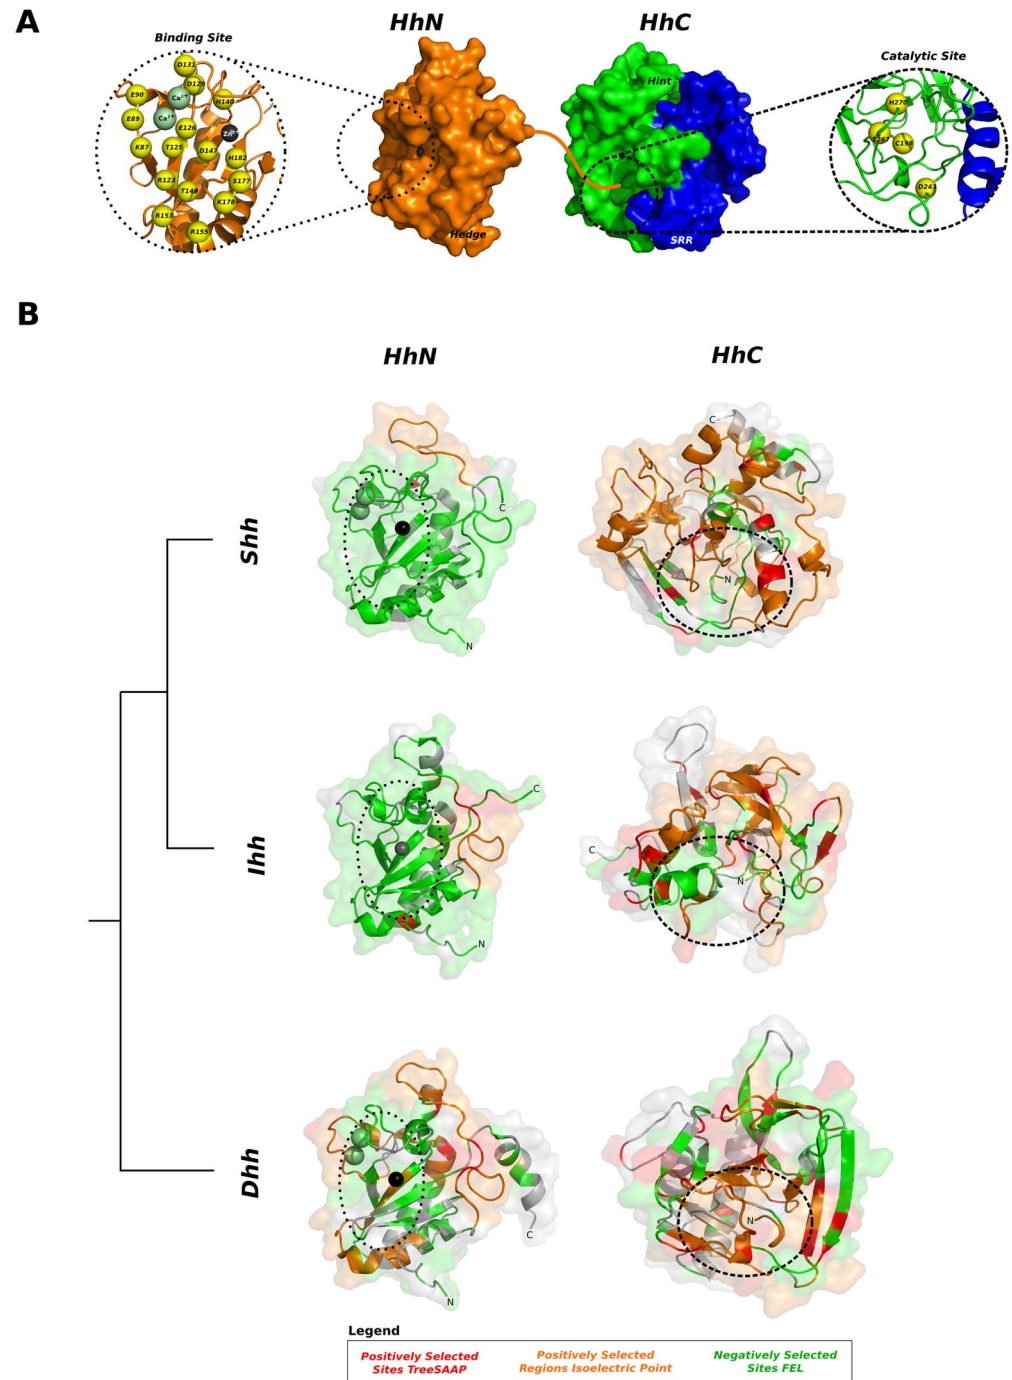 A
HhN
HhC
Binding Site
Catalytic Site
D131
D129
E90
Ca²⁺
H140
E89
Ca²⁺
E126
Zn²⁺
K87
T125
D147
H182
R123
T149
S177
K178
R153
R155
Hedge
Hint
SRR
H270
T267
C198
D243
B
HhN
HhC
Shh
C
N
C
N
Ihh
C
N
C
N
Dhh
C
N
N
Legend
Positively Selected
Sites TreeSAAP
Positively Selected
Regions Isoelectric Point
Negatively Selected
Sites FEL